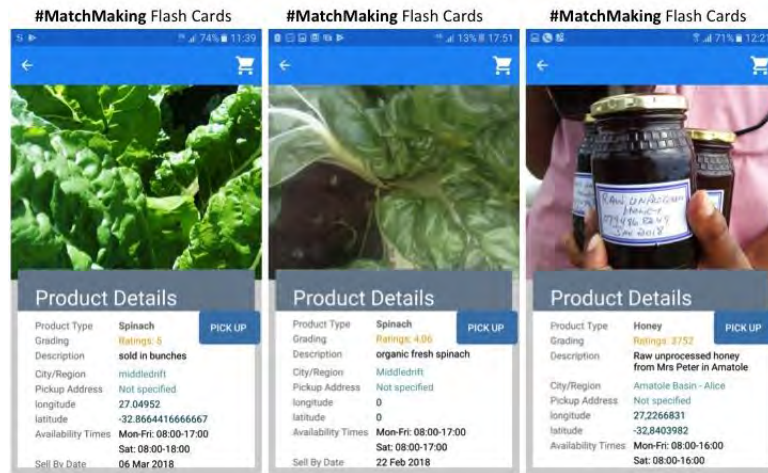 #MatchMaking Flash Cards
74% 11:39
Product Details
PICK UP
Product Type Spinach
Grading Ratings: 5
Description sold in bunches
City/Region middledrift
Pickup Address Not specified
longitude 27.04952
latitude -32.8664416666667
Availability Times Mon-Fri: 08:00-17:00
Sat: 08:00-18:00
Sell By Date 06 Mar 2018
#MatchMaking Flash Cards
13% 17:51
Product Details
PICK UP
Product Type Spinach
Grading Ratings: 4.06
Description organic fresh spinach
City/Region Middledrift
Pickup Address Not specified
longitude 0
latitude 0
Availability Times Mon-Fri: 08:00-17:00
Sat: 08:00-17:00
Sell By Date 22 Feb 2018
#MatchMaking Flash Cards
71% 12:21
RAW
JAN 2018
Product Details
PICK UP
Product Type Honey
Grading Ratings: 3752
Description Raw unprocessed honey
from Mrs Peter in Amatole
City/Region Amatole Basin - Alice
Pickup Address Not specified
longitude 27,2266831
latitude -32,8403982
Availability Times Mon-Fri: 08:00-16:00
Sat: 08:00-16:00